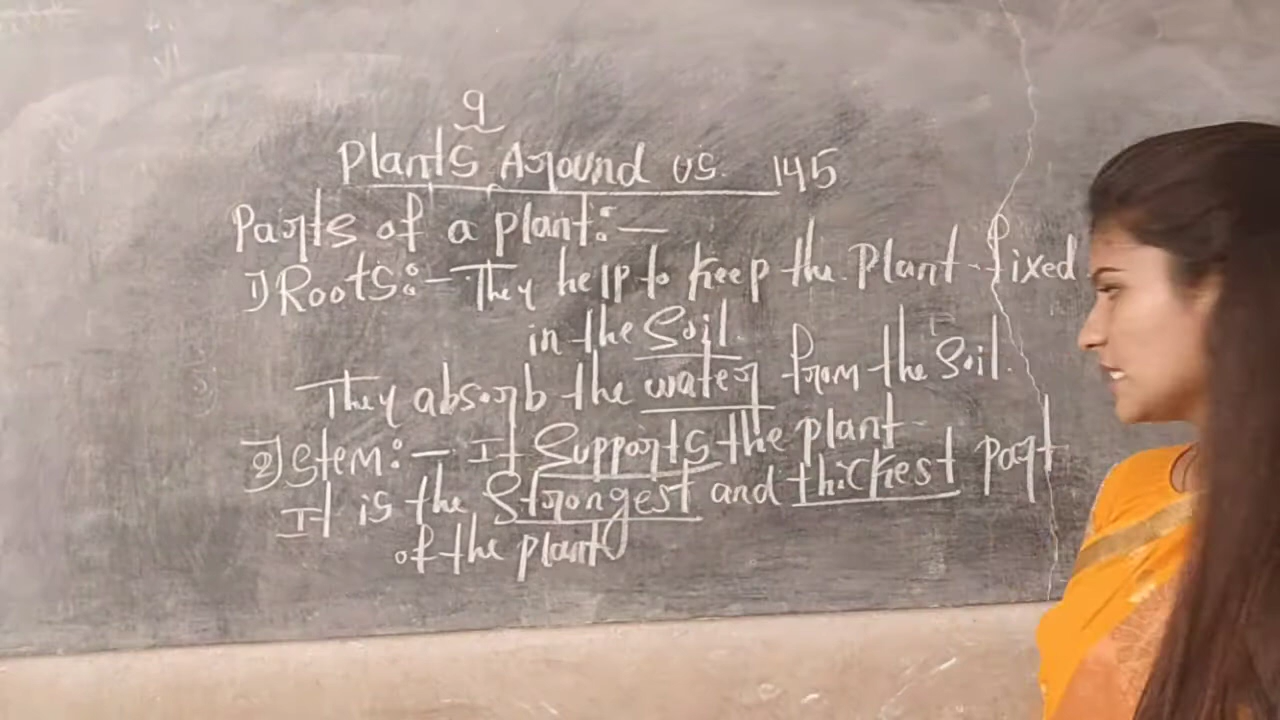 9
Plants Around us. 145
Parts of a plant:-
1) Roots:- They help to keep the Plant fixed
in the Soil.
They absorb the water from the Soil.
2) Stem:- It Supports the plant
It is the Strongest and thickest part
of the plant